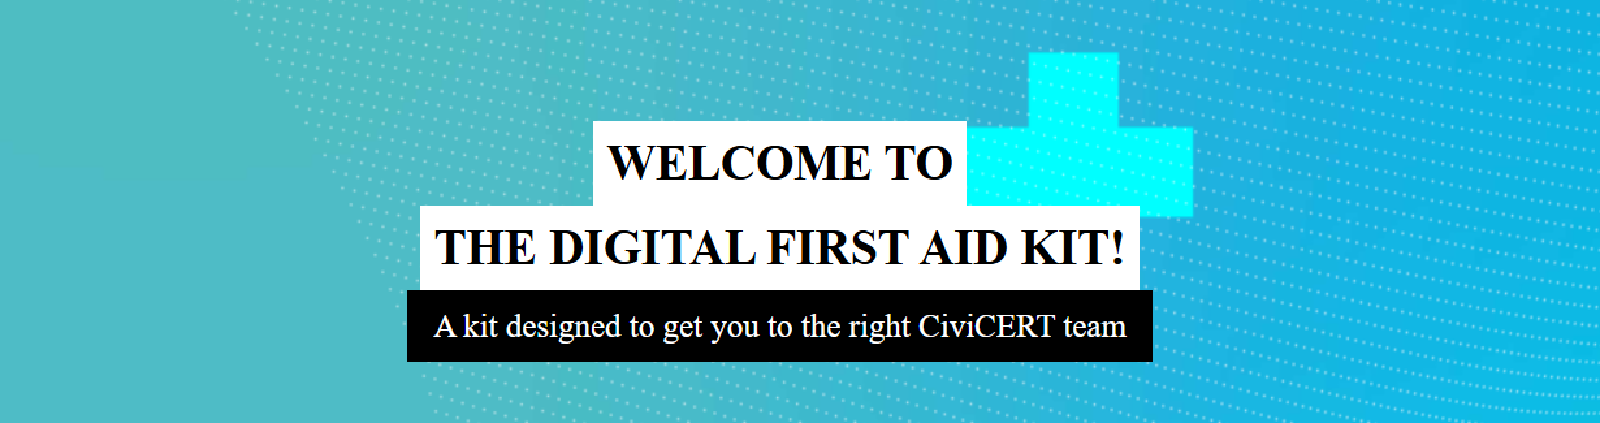 WELCOME TO
THE DIGITAL FIRST AID KIT!
A kit designed to get you to the right CiviCERT team